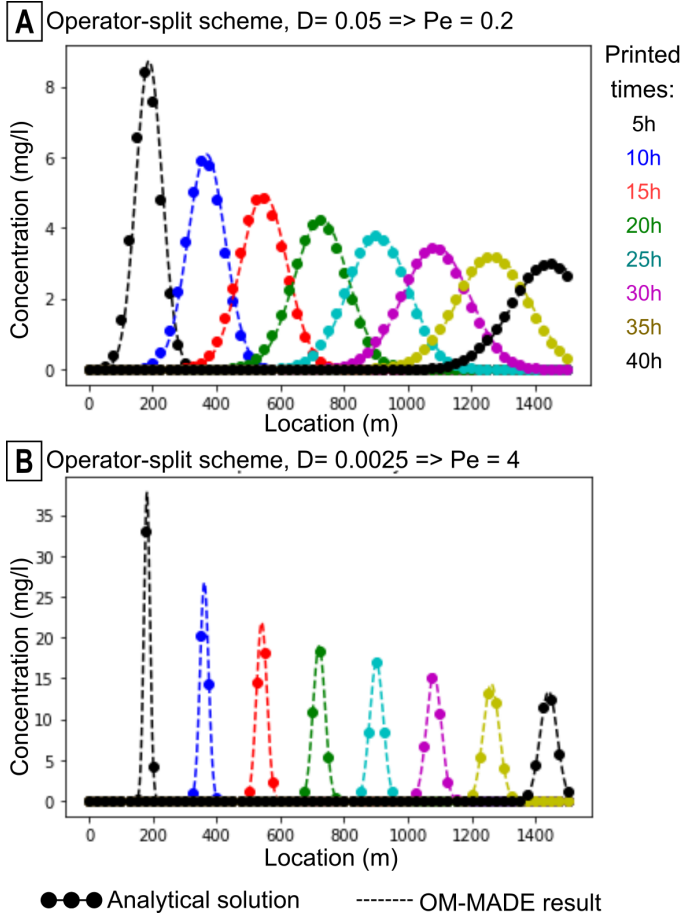 A Operator-split scheme, D= 0.05 => Pe = 0.2
Printed
times:
5h
10h
15h
20h
25h
30h
35h
40h
Concentration (mg/l)
8
6
4
2
0
0 200 400 600 800 1000 1200 1400
Location (m)
B Operator-split scheme, D= 0.0025 => Pe = 4
Concentration (mg/l)
35
30
25
20
15
10
5
0
0 200 400 600 800 1000 1200 1400
Location (m)
Analytical solution
OM-MADE result